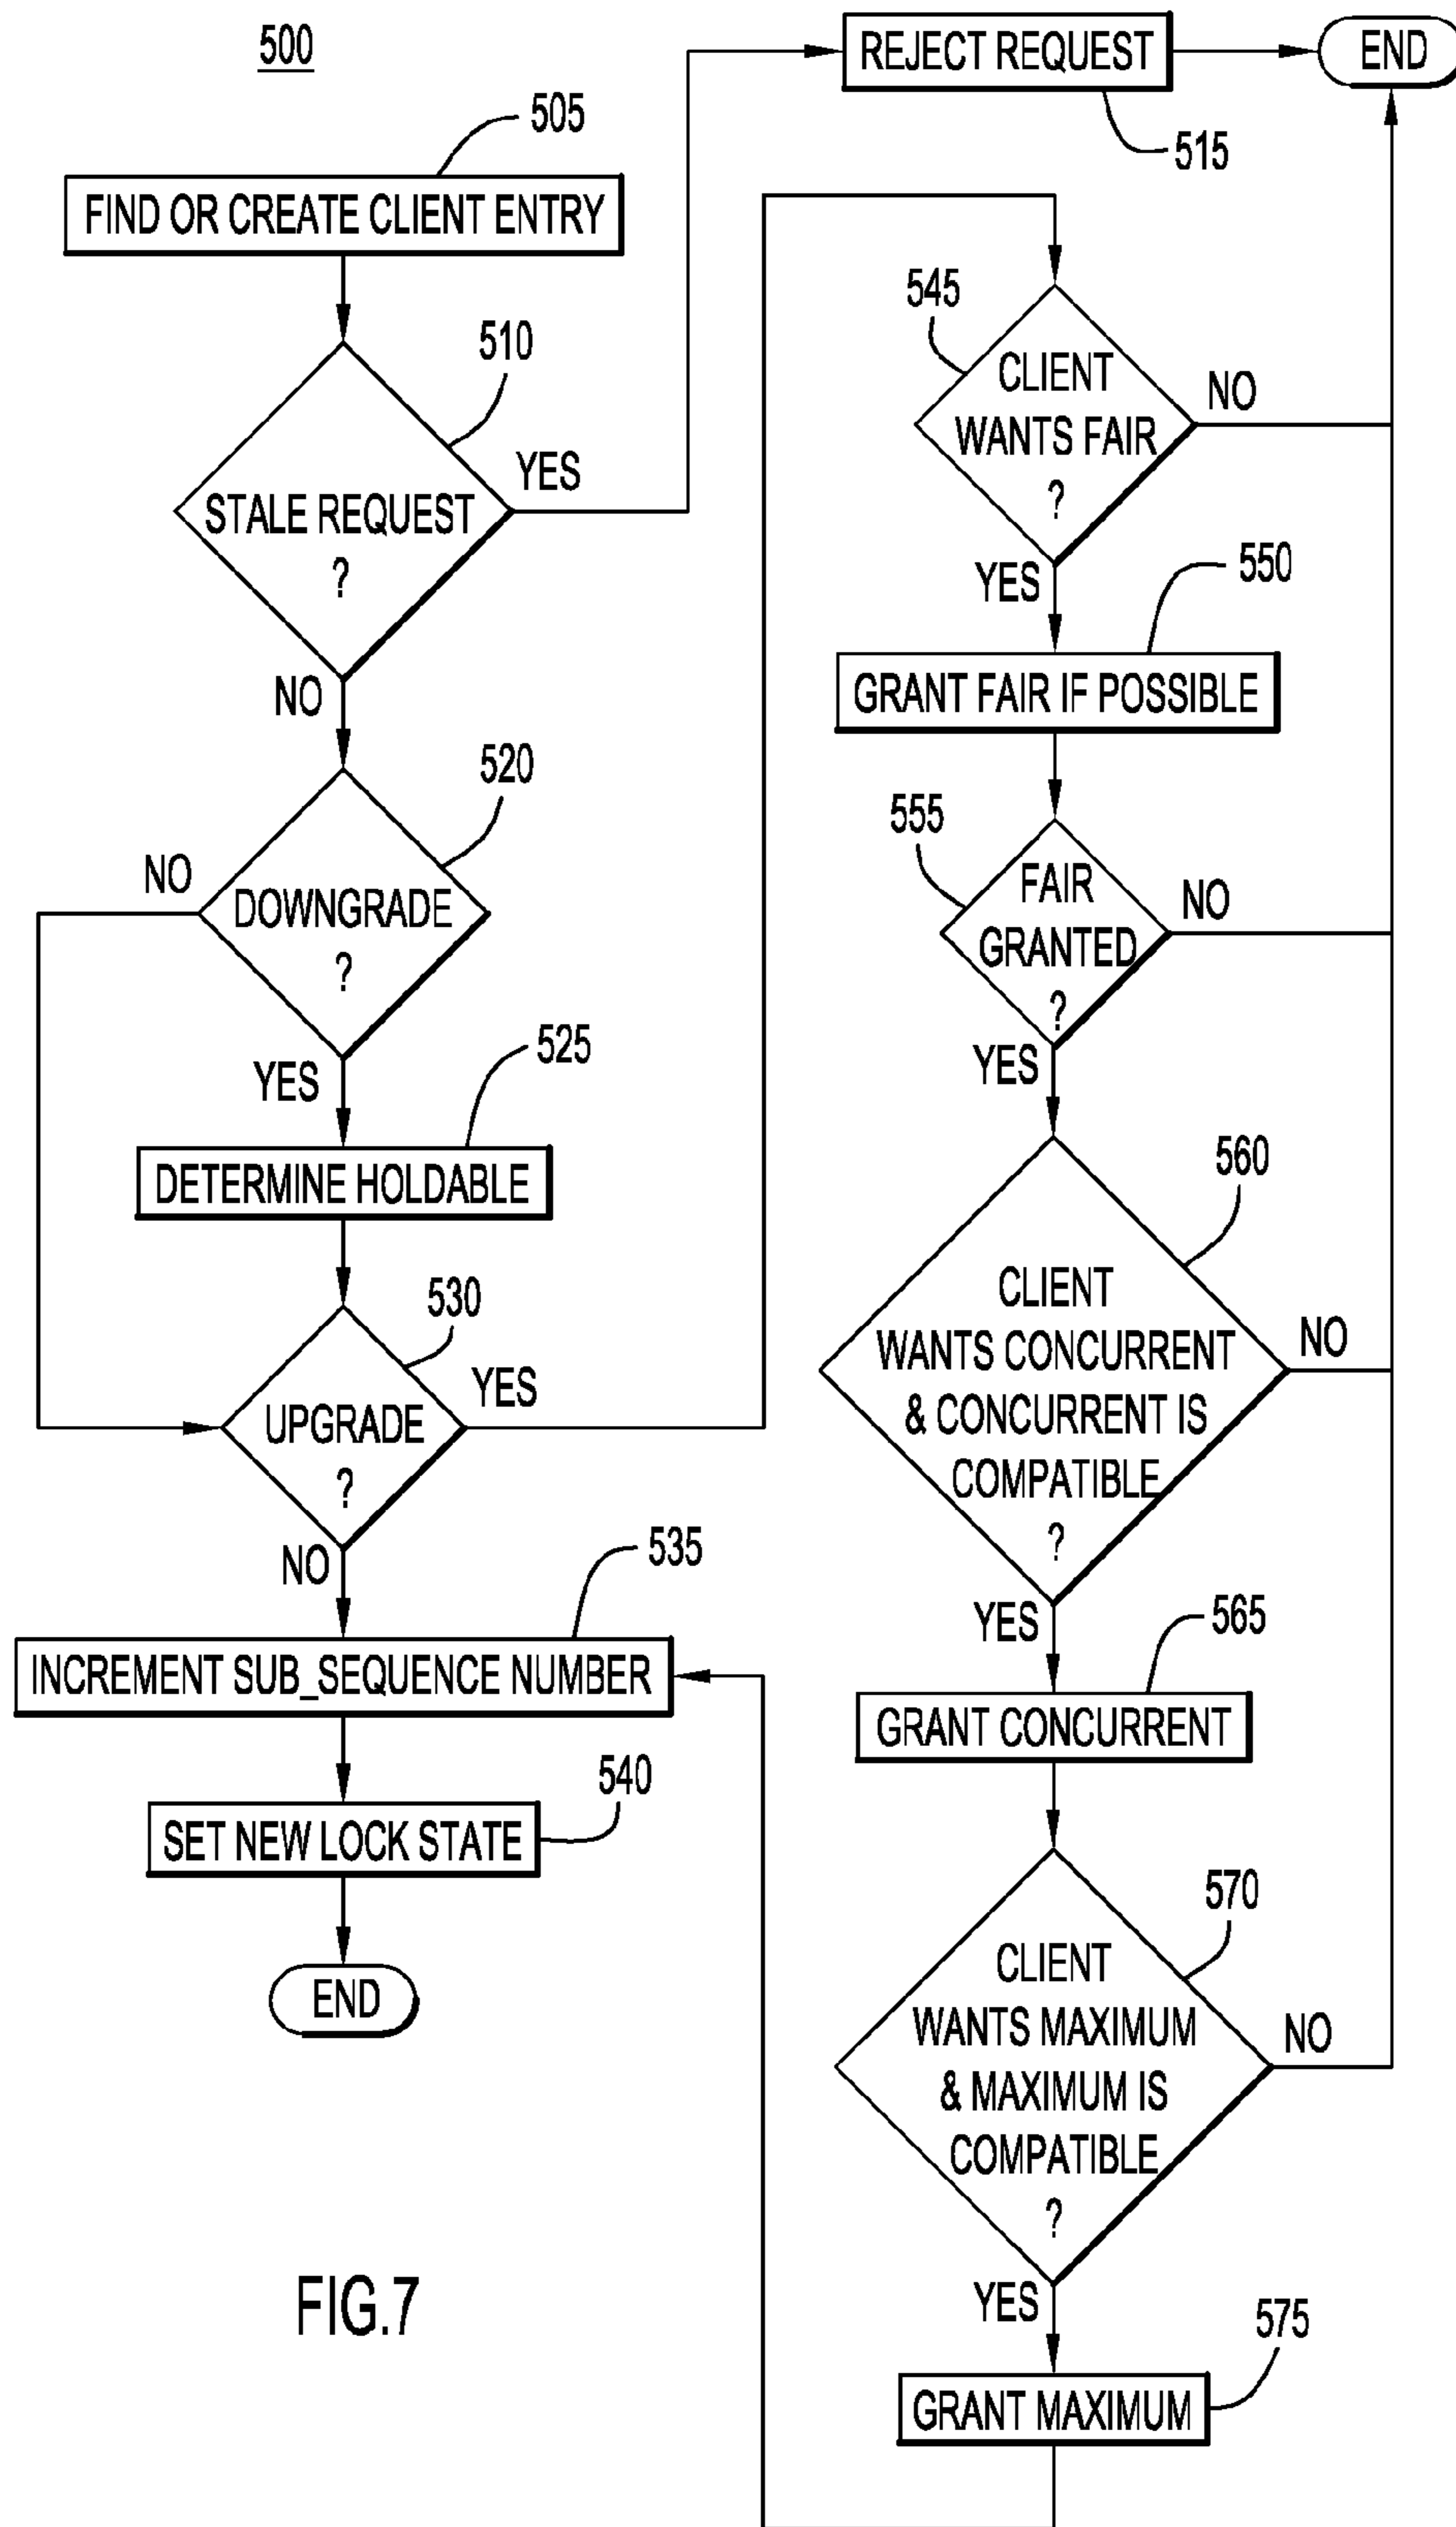 500
505
FIND OR CREATE CLIENT ENTRY
510
STALE REQUEST
?
YES
NO
REJECT REQUEST
515
END
520
DOWNGRADE
?
NO
YES
525
DETERMINE HOLDABLE
530
UPGRADE
?
YES
NO
535
INCREMENT SUB_SEQUENCE NUMBER
540
SET NEW LOCK STATE
END
545
CLIENT
WANTS FAIR
?
NO
YES
550
GRANT FAIR IF POSSIBLE
555
FAIR
GRANTED
?
NO
YES
560
CLIENT
WANTS CONCURRENT
& CONCURRENT IS
COMPATIBLE
?
NO
YES
565
GRANT CONCURRENT
570
CLIENT
WANTS MAXIMUM
& MAXIMUM IS
COMPATIBLE
?
NO
YES
575
GRANT MAXIMUM
FIG.7